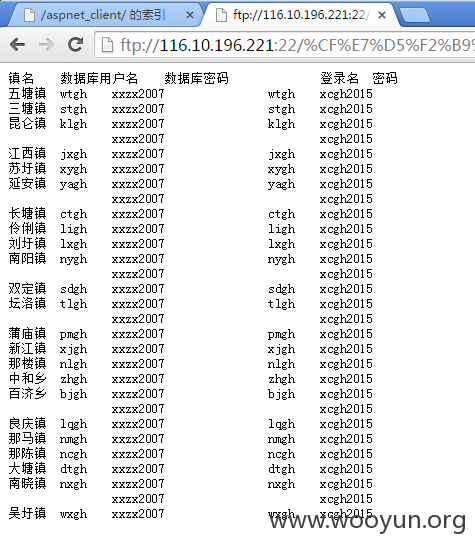 /aspnet_client/ 的索引
ftp://116.10.196.221:22/
ftp://116.10.196.221:22/%CF%E7%D5%F2%B9%
镇名 数据库用户名 数据库密码 登录名 密码
五塘镇 wtgh xxzx2007 wtgh xcgh2015
三塘镇 stgh xxzx2007 stgh xcgh2015
昆仑镇 klgh xxzx2007 klgh xcgh2015
xxzx2007 xcgh2015
江西镇 jxgh xxzx2007 jxgh xcgh2015
苏圩镇 xygh xxzx2007 xygh xcgh2015
延安镇 yagh xxzx2007 yagh xcgh2015
xxzx2007 xcgh2015
长塘镇 ctgh xxzx2007 ctgh xcgh2015
伶俐镇 ligh xxzx2007 ligh xcgh2015
刘圩镇 lxgh xxzx2007 lxgh xcgh2015
南阳镇 nygh xxzx2007 nygh xcgh2015
xxzx2007 xcgh2015
双定镇 sdgh xxzx2007 sdgh xcgh2015
坛洛镇 tlgh xxzx2007 tlgh xcgh2015
xxzx2007 xcgh2015
蒲庙镇 pmgh xxzx2007 pmgh xcgh2015
新江镇 xjgh xxzx2007 xjgh xcgh2015
那楼镇 nlgh xxzx2007 nlgh xcgh2015
中和乡 zhgh xxzx2007 zhgh xcgh2015
百济乡 bjgh xxzx2007 bjgh xcgh2015
xxzx2007 xcgh2015
良庆镇 lqgh xxzx2007 lqgh xcgh2015
那马镇 nmgh xxzx2007 nmgh xcgh2015
那陈镇 ncgh xxzx2007 ncgh xcgh2015
大塘镇 dtgh xxzx2007 dtgh xcgh2015
南晓镇 nxgh xxzx2007 nxgh xcgh2015
xxzx2007 xcgh2015
吴圩镇 wxgh xxzx2007 wxgh xcgh2015
www.wooyun.org